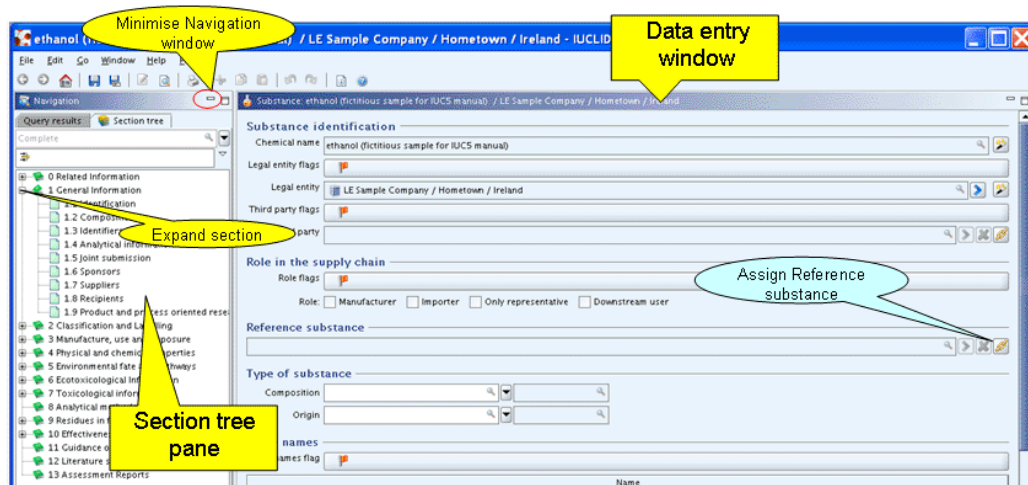 Minimise Navigation
window
Data entry
window
ethanol ( / LE Sample Company / Hometown / Ireland - IUCLID
File Edit Go Window Help
Navigation
Substance: ethanol (fictitious sample for IUC5 manual) / LE Sample Company / Hometown / Ireland
Query results Section tree
Complete
0 Related Information
1 General Information
1.1 Identification
1.2 Composition
1.3 Identifiers
1.4 Analytical information
1.5 Joint submission
1.6 Sponsors
1.7 Suppliers
1.8 Recipients
1.9 Product and process oriented rese
2 Classification and Labelling
3 Manufacture, use and exposure
4 Physical and chemical properties
5 Environmental fate and pathways
6 Ecotoxicological Information
7 Toxicological information
8 Analytical methods
9 Residues in f
10 Effectivene
11 Guidance o
12 Literature s
13 Assessment Reports
Expand section
Section tree
pane
Substance identification
Chemical name ethanol (fictitious sample for IUC5 manual)
Legal entity flags
Legal entity LE Sample Company / Hometown / Ireland
Third party flags
party
Role in the supply chain
Role flags
Role: Manufacturer Importer Only representative Downstream user
Assign Reference
substance
Reference substance
Type of substance
Composition
Origin
names
names flag
Name